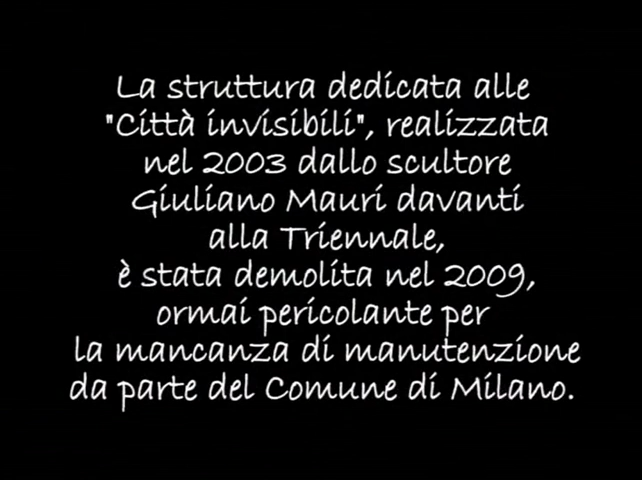 La struttura dedicata alle
"Città invisibili", realizzata
nel 2003 dallo scultore
Giuliano Mauri davanti
alla Triennale,
è stata demolita nel 2009,
ormai pericolante per
la mancanza di manutenzione
da parte del Comune di Milano.